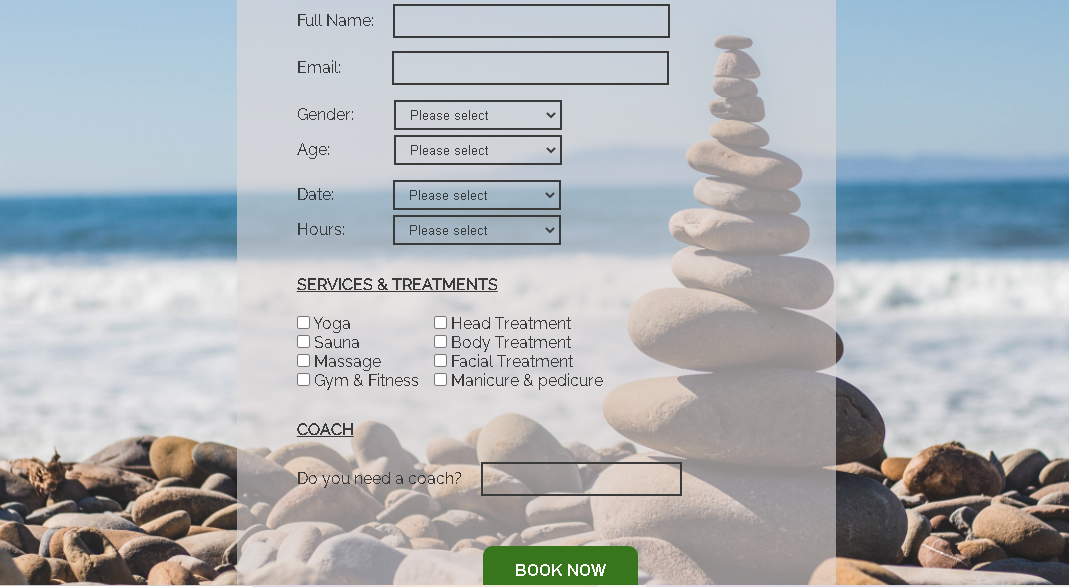 Full Name:
Email:
Gender: Please select
Age: Please select
Date: Please select
Hours: Please select
SERVICES & TREATMENTS
Yoga Head Treatment
Sauna Body Treatment
Massage Facial Treatment
Gym & Fitness Manicure & pedicure
COACH
Do you need a coach?
BOOK NOW